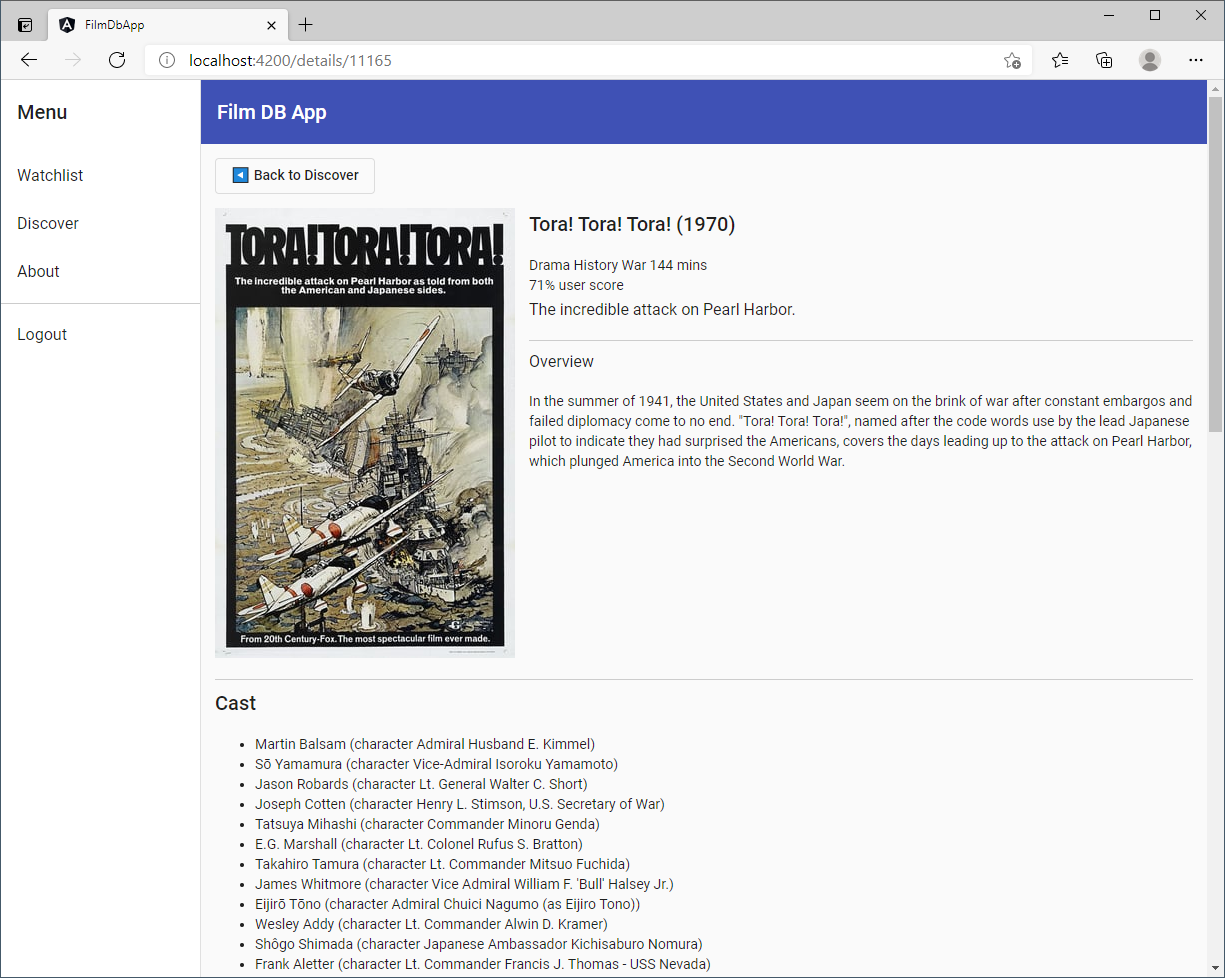 FilmDbApp
localhost:4200/details/11165
Menu
Film DB App
Watchlist
Discover
About
Logout
Back to Discover
TORA!TORA!TORA!
The incredible attack on Pearl Harbor as told from both
the American and Japanese sides.
From 20th Century-Fox. The most spectacular film ever made.
Tora! Tora! Tora! (1970)
Drama History War 144 mins
71% user score
The incredible attack on Pearl Harbor.
Overview
In the summer of 1941, the United States and Japan seem on the brink of war after constant embargos and
failed diplomacy come to no end. "Tora! Tora! Tora!", named after the code words use by the lead Japanese
pilot to indicate they had surprised the Americans, covers the days leading up to the attack on Pearl Harbor,
which plunged America into the Second World War.
Cast
• Martin Balsam (character Admiral Husband E. Kimmel)
• Sō Yamamura (character Vice-Admiral Isoroku Yamamoto)
• Jason Robards (character Lt. General Walter C. Short)
• Joseph Cotten (character Henry L. Stimson, U.S. Secretary of War)
• Tatsuya Mihashi (character Commander Minoru Genda)
• E.G. Marshall (character Lt. Colonel Rufus S. Bratton)
• Takahiro Tamura (character Lt. Commander Mitsuo Fuchida)
• James Whitmore (character Vice Admiral William F. 'Bull' Halsey Jr.)
• Eijirō Tōno (character Admiral Chuici Nagumo (as Eijiro Tono))
• Wesley Addy (character Lt. Commander Alwin D. Kramer)
• Shôgo Shimada (character Japanese Ambassador Kichisaburo Nomura)
• Frank Aletter (character Lt. Commander Francis J. Thomas - USS Nevada)